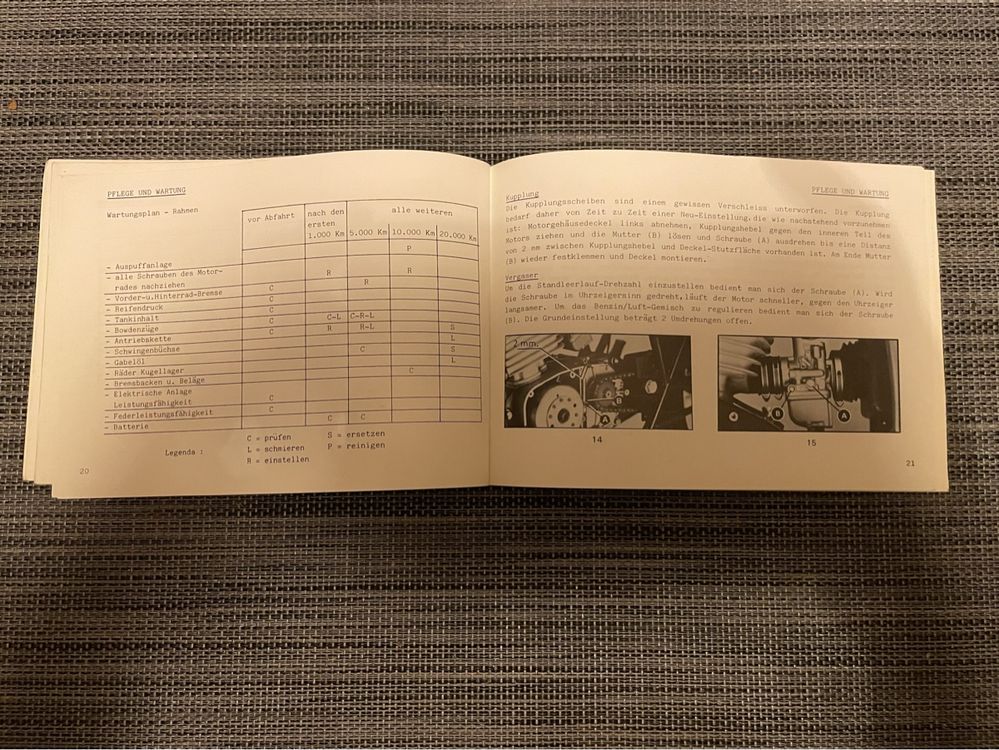 PFLEGE UND WARTUNG
Wartungsplan - Rahmen
vor Abfahrt
nach den
ersten
1.000 Km
alle weiteren
5.000 Km 10.000 Km 20.000 Km
P
- Auspuffanlage
- alle Schrauben des Motor- R R
rades nachziehen R
- Vorder-u.Hinterrad-Bremse C
- Reifendruck C
- Tankinhalt C C-L C-R-L
- Bowdenzüge C R R-L S
- Antriebskette L
- Schwingenbüchse C S
- Gabelöl L
- Räder Kugellager C
- Bremsbacken u. Beläge
- Elektrische Anlage
Leistungsfähigkeit C
- Federleistungsfähigkeit C
- Batterie C C
Legenda :
C = prüfen S = ersetzen
L = schmieren P = reinigen
R = einstellen
20
PFLEGE UND WARTUNG
Kupplung
Die Kupplungsscheiben sind einem gewissen Verschleiss unterworfen. Die Kupplung
bedarf daher von Zeit zu Zeit einer Neu-Einstellung,die wie nachstehend vorzunehmen
ist: Motorgehäusedeckel links abnehmen, Kupplungshebel gegen den inneren Teil des
Motors ziehen und die Mutter (B) lösen und Schraube (A) ausdrehen bis eine Distanz
von 2 mm zwischen Kupplungshebel und Deckel-Stutzfläche vorhanden ist. Am Ende Mutter
(B) wieder festklemmen und Deckel montieren.
Vergaser
Um die Standleerlauf-Drehzahl einzustellen bedient man sich der Schraube (A). Wird
die Schraube im Uhrzeigersinn gedreht,läuft der Motor schneller, gegen den Uhrzeiger
langsamer. Um das Benzin/Luft-Gemisch zu regulieren bedient man sich der Schraube
(B). Die Grundeinstellung beträgt 2 Umdrehungen offen.
2 mm.
B
A
B
A
14
15
21